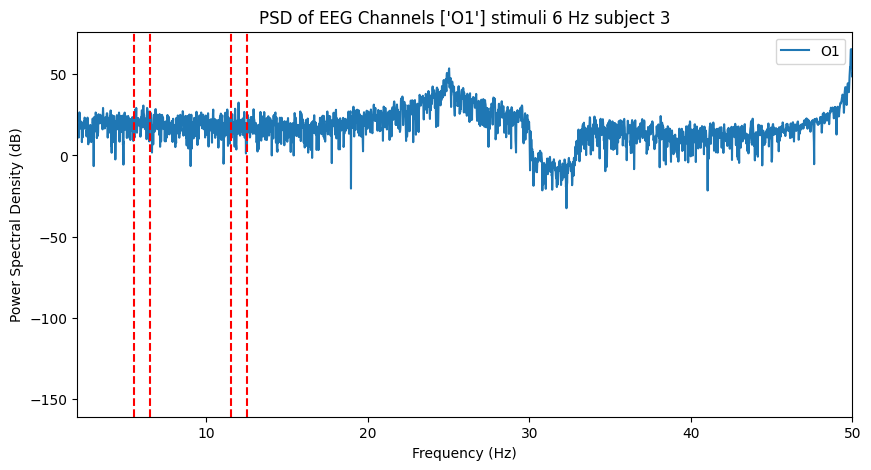 PSD of EEG Channels ['O1'] stimuli 6 Hz subject 3
O1
Power Spectral Density (dB)
50
0
−50
−100
−150
10
20
30
40
50
Frequency (Hz)